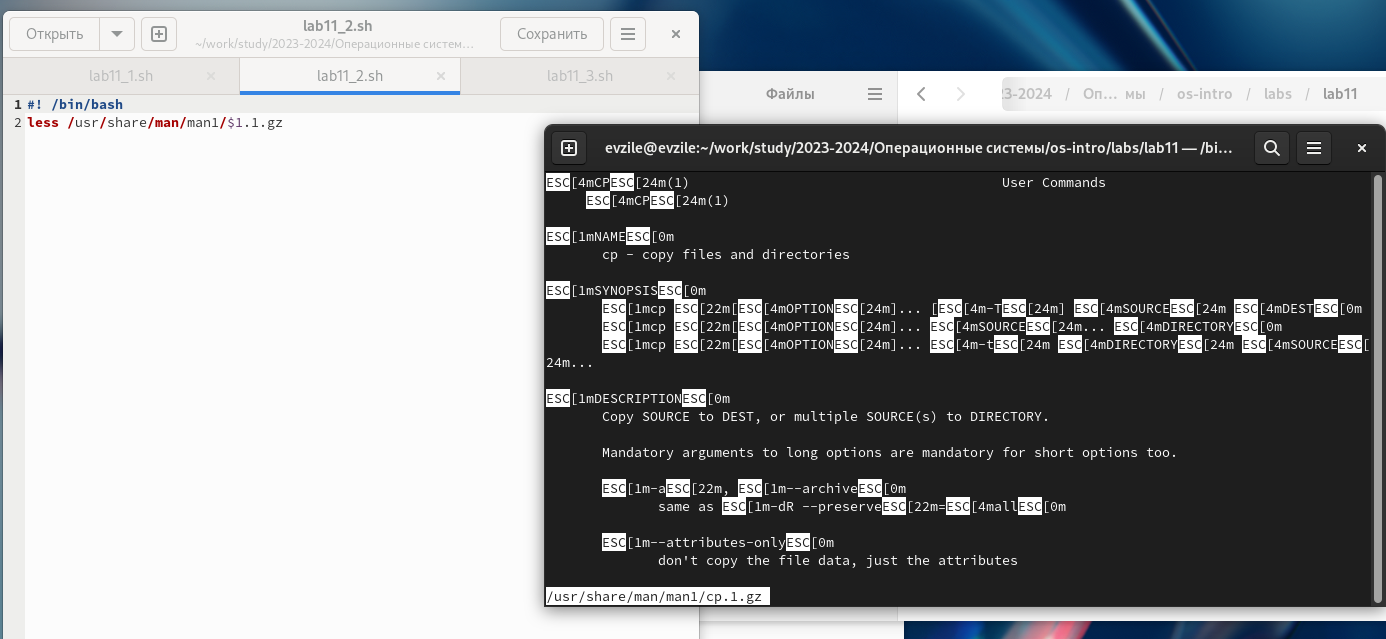 Открыть
lab11_2.sh
~/work/study/2023-2024/Операционные систем…
Сохранить
lab11_1.sh
lab11_2.sh
lab11_3.sh
1 #! /bin/bash
2 less /usr/share/man/man1/$1.1.gz
Файлы
23-2024 / Оп… мы / os-intro / labs / lab11
evzile@evzile:~/work/study/2023-2024/Операционные системы/os-intro/labs/lab11 — /bi…
ESC[4mCPESC[24m(1) User Commands
ESC[4mCPESC[24m(1)
ESC[1mNAMEESC[0m
cp - copy files and directories
ESC[1mSYNOPSISESC[0m
ESC[1mcp ESC[22m[ESC[4mOPTIONESC[24m]... [ESC[4m-TESC[24m] ESC[4mSOURCEESC[24m ESC[4mDESTESC[0m
ESC[1mcp ESC[22m[ESC[4mOPTIONESC[24m]... ESC[4mSOURCEESC[24m... ESC[4mDIRECTORYESC[0m
ESC[1mcp ESC[22m[ESC[4mOPTIONESC[24m]... ESC[4m-tESC[24m ESC[4mDIRECTORYESC[24m ESC[4mSOURCEESC[
24m...
ESC[1mDESCRIPTIONESC[0m
Copy SOURCE to DEST, or multiple SOURCE(s) to DIRECTORY.
Mandatory arguments to long options are mandatory for short options too.
ESC[1m-aESC[22m, ESC[1m--archiveESC[0m
same as ESC[1m-dR --preserveESC[22m=ESC[4mallESC[0m
ESC[1m--attributes-onlyESC[0m
don't copy the file data, just the attributes
/usr/share/man/man1/cp.1.gz